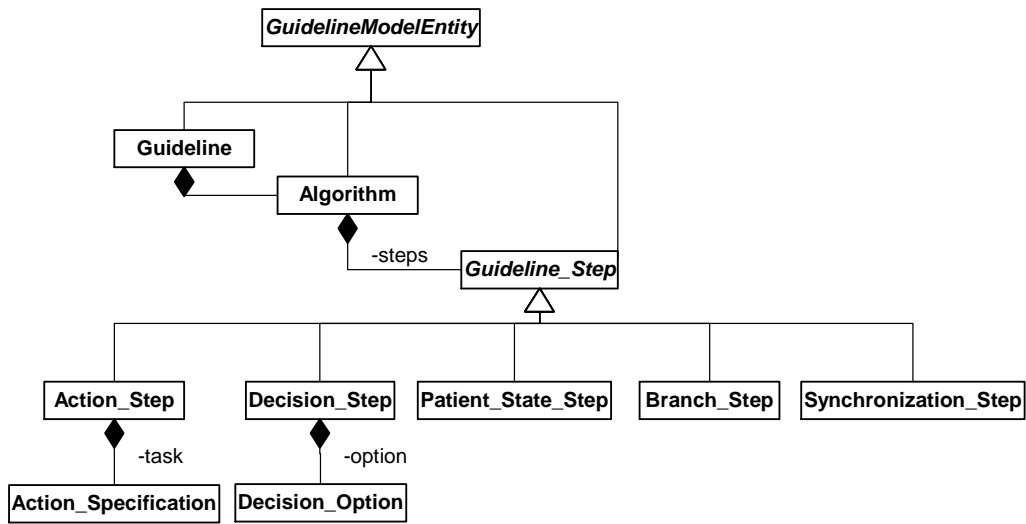 GuidelineModelEntity
Guideline
Algorithm
-steps
Guideline_Step
Action_Step
Decision_Step
Patient_State_Step
Branch_Step
Synchronization_Step
-task
-option
Action_Specification
Decision_Option